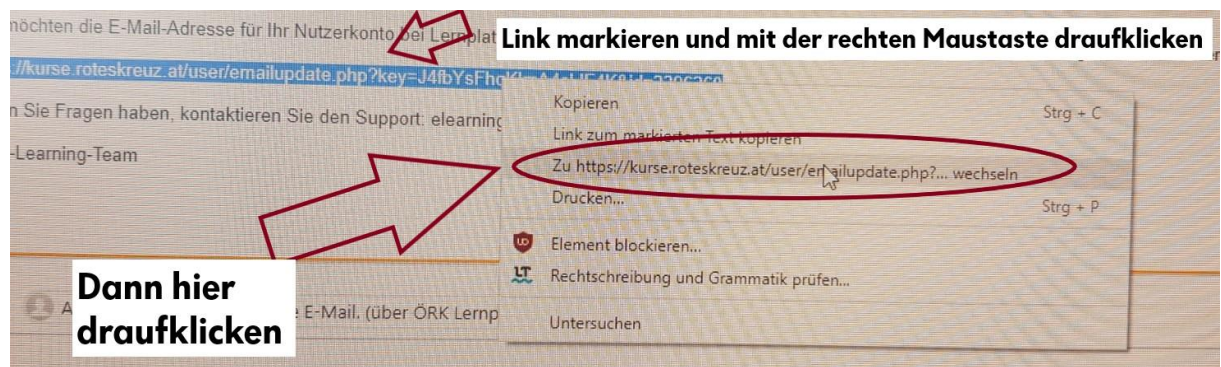 möchten die E-Mail-Adresse für Ihr Nutzerkonto bei Lernplat
Link markieren und mit der rechten Maustaste draufklicken
://kurse.roteskreuz.at/user/emailupdate.php?key=J4fbYsFhg
n Sie Fragen haben, kontaktieren Sie den Support: elearning
-Learning-Team
Kopieren Strg + C
Link zum markierten Text kopieren
Zu https://kurse.roteskreuz.at/user/emailupdate.php?... wechseln
Drucken... Strg + P
Element blockieren...
LT Rechtschreibung und Grammatik prüfen...
Untersuchen
Dann hier
draufklicken
A
e E-Mail. (über ÖRK Lernp